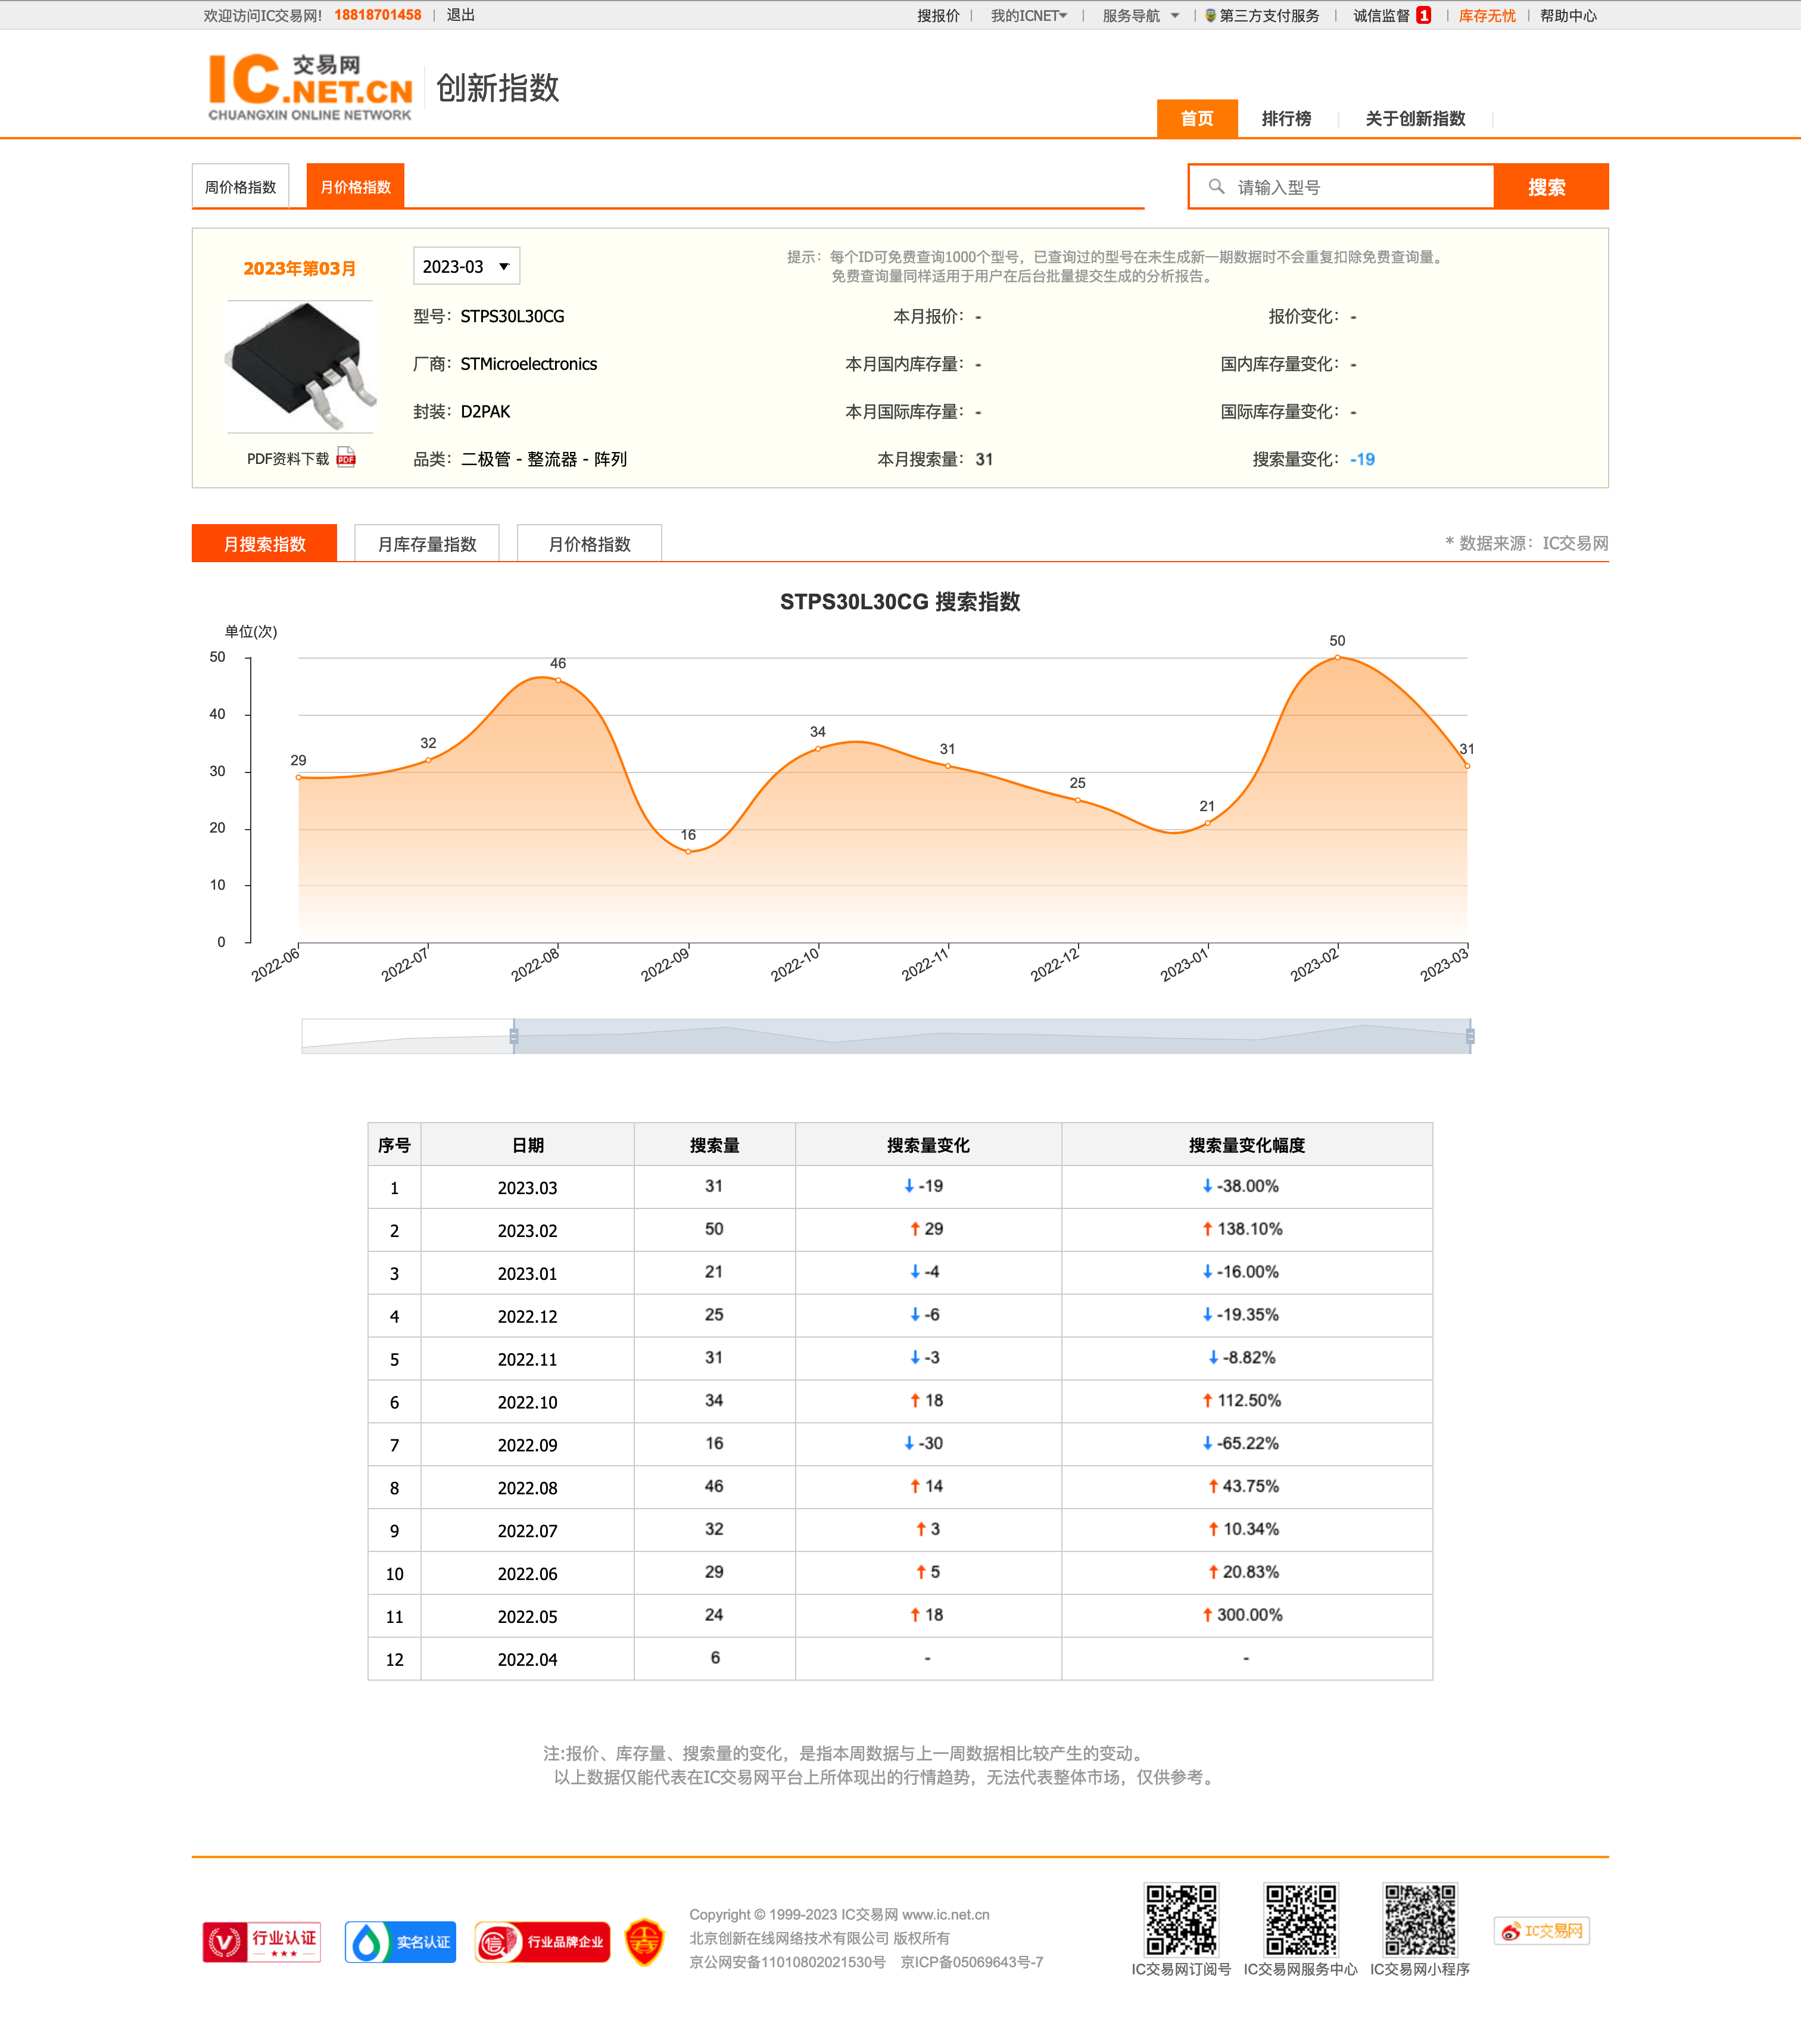 欢迎访问IC交易网! 18818701458 | 退出
搜报价 | 我的ICNET | 服务导航 | 第三方支付服务 | 诚信监督 1 | 库存无忧 | 帮助中心
IC交易网
.NET.CN
CHUANGXIN ONLINE NETWORK
创新指数
首页 排行榜 关于创新指数
周价格指数 月价格指数
请输入型号 搜索
2023年第03月
2023-03
提示：每个ID可免费查询1000个型号，已查询过的型号在未生成新一期数据时不会重复扣除免费查询量。
免费查询量同样适用于用户在后台批量提交生成的分析报告。
型号：STPS30L30CG 本月报价：- 报价变化：-
厂商：STMicroelectronics 本月国内库存量：- 国内库存量变化：-
封装：D2PAK 本月国际库存量：- 国际库存量变化：-
PDF资料下载 PDF
品类：二极管 - 整流器 - 阵列 本月搜索量：31 搜索量变化：-19
月搜索指数 月库存量指数 月价格指数
* 数据来源：IC交易网
STPS30L30CG 搜索指数
单位(次)
50
40
30
20
10
0
29 32 46 16 34 31 25 21 50 31
2022-06 2022-07 2022-08 2022-09 2022-10 2022-11 2022-12 2023-01 2023-02 2023-03
序号 日期 搜索量 搜索量变化 搜索量变化幅度
1 2023.03 31 ↓ -19 ↓ -38.00%
2 2023.02 50 ↑ 29 ↑ 138.10%
3 2023.01 21 ↓ -4 ↓ -16.00%
4 2022.12 25 ↓ -6 ↓ -19.35%
5 2022.11 31 ↓ -3 ↓ -8.82%
6 2022.10 34 ↑ 18 ↑ 112.50%
7 2022.09 16 ↓ -30 ↓ -65.22%
8 2022.08 46 ↑ 14 ↑ 43.75%
9 2022.07 32 ↑ 3 ↑ 10.34%
10 2022.06 29 ↑ 5 ↑ 20.83%
11 2022.05 24 ↑ 18 ↑ 300.00%
12 2022.04 6 - -
注:报价、库存量、搜索量的变化，是指本周数据与上一周数据相比较产生的变动。
以上数据仅能代表在IC交易网平台上所体现出的行情趋势，无法代表整体市场，仅供参考。
行业认证
实名认证
信 行业品牌企业
Copyright © 1999-2023 IC交易网 www.ic.net.cn
北京创新在线网络技术有限公司 版权所有
京公网安备11010802021530号 京ICP备05069643号-7
IC交易网订阅号 IC交易网服务中心 IC交易网小程序
IC交易网